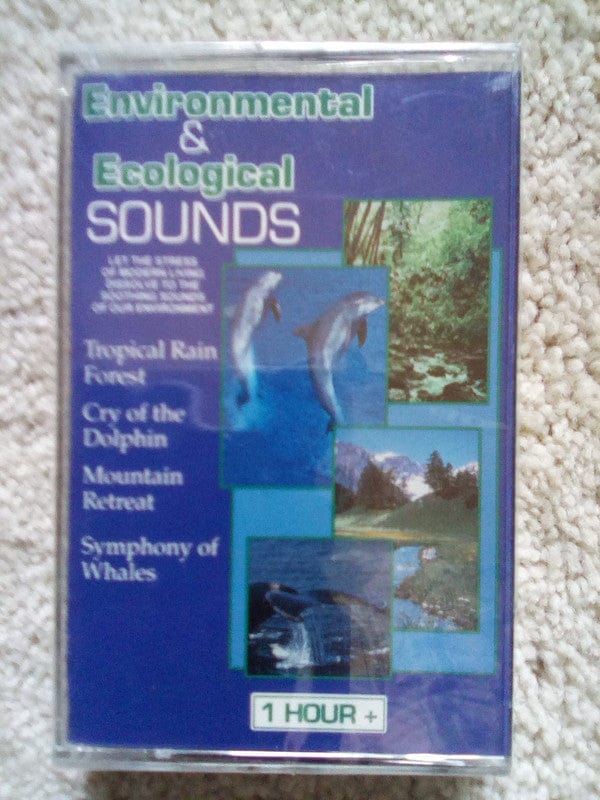 Environmental
&
Ecological
SOUNDS
LET THE STRESS
OF MODERN LIVING
DISSOLVE TO THE
SOOTHING SOUNDS
OF OUR ENVIRONMENT
Tropical Rain
Forest
Cry of the
Dolphin
Mountain
Retreat
Symphony of
Whales
1 HOUR +